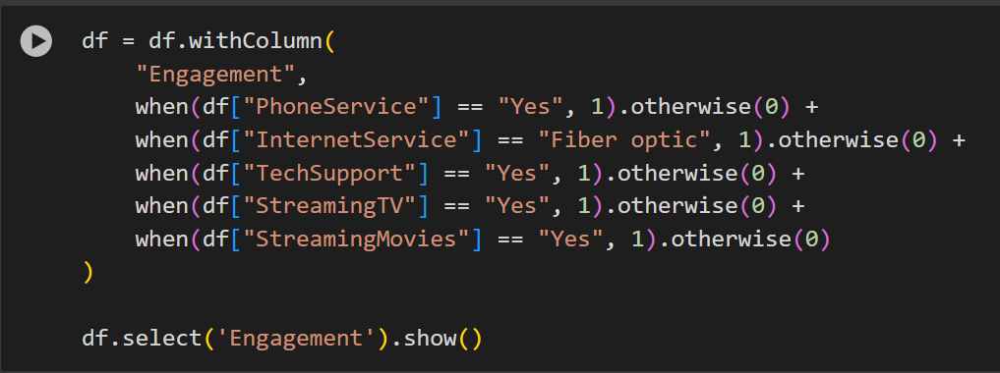 df = df.withColumn(
    "Engagement",
    when(df["PhoneService"] == "Yes", 1).otherwise(0) +
    when(df["InternetService"] == "Fiber optic", 1).otherwise(0) +
    when(df["TechSupport"] == "Yes", 1).otherwise(0) +
    when(df["StreamingTV"] == "Yes", 1).otherwise(0) +
    when(df["StreamingMovies"] == "Yes", 1).otherwise(0)
)
df.select('Engagement').show()